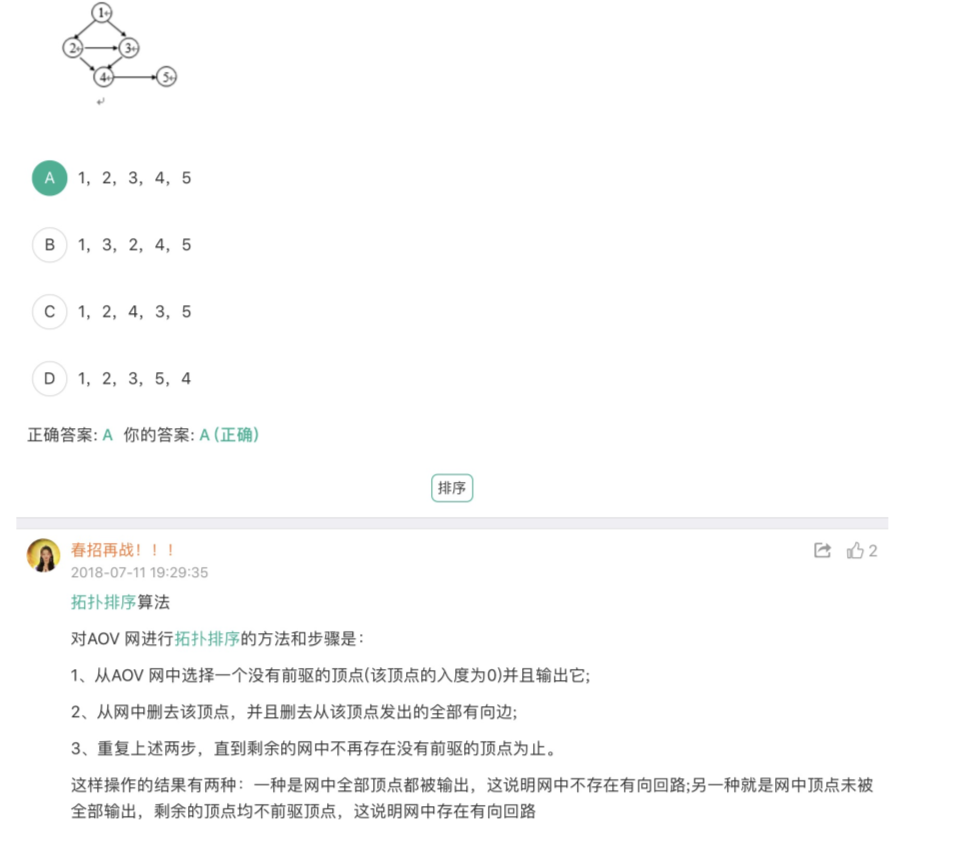 1
2
3
4
5
A 1，2，3，4，5
B 1，3，2，4，5
C 1，2，4，3，5
D 1，2，3，5，4
正确答案: A 你的答案: A (正确)
排序
春招再战！！！
2
2018-07-11 19:29:35
拓扑排序算法
对AOV 网进行拓扑排序的方法和步骤是：
1、从AOV 网中选择一个没有前驱的顶点(该顶点的入度为0)并且输出它;
2、从网中删去该顶点，并且删去从该顶点发出的全部有向边;
3、重复上述两步，直到剩余的网中不再存在没有前驱的顶点为止。
这样操作的结果有两种：一种是网中全部顶点都被输出，这说明网中不存在有向回路;另一种就是网中顶点未被
全部输出，剩余的顶点均不前驱顶点，这说明网中存在有向回路